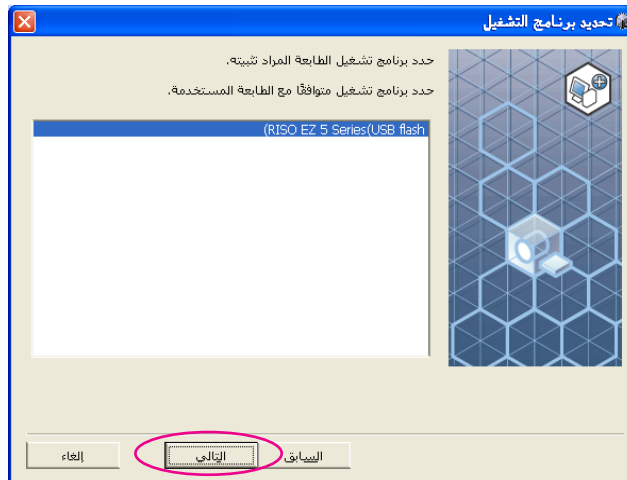 تحديد برنامج التشغيل
حدد برنامج تشغيل الطابعة المراد تثبيته.
حدد برنامج تشغيل متوافقًا مع الطابعة المستخدمة.
(RISO EZ 5 Series(USB flash
السابق
التالي
إلغاء